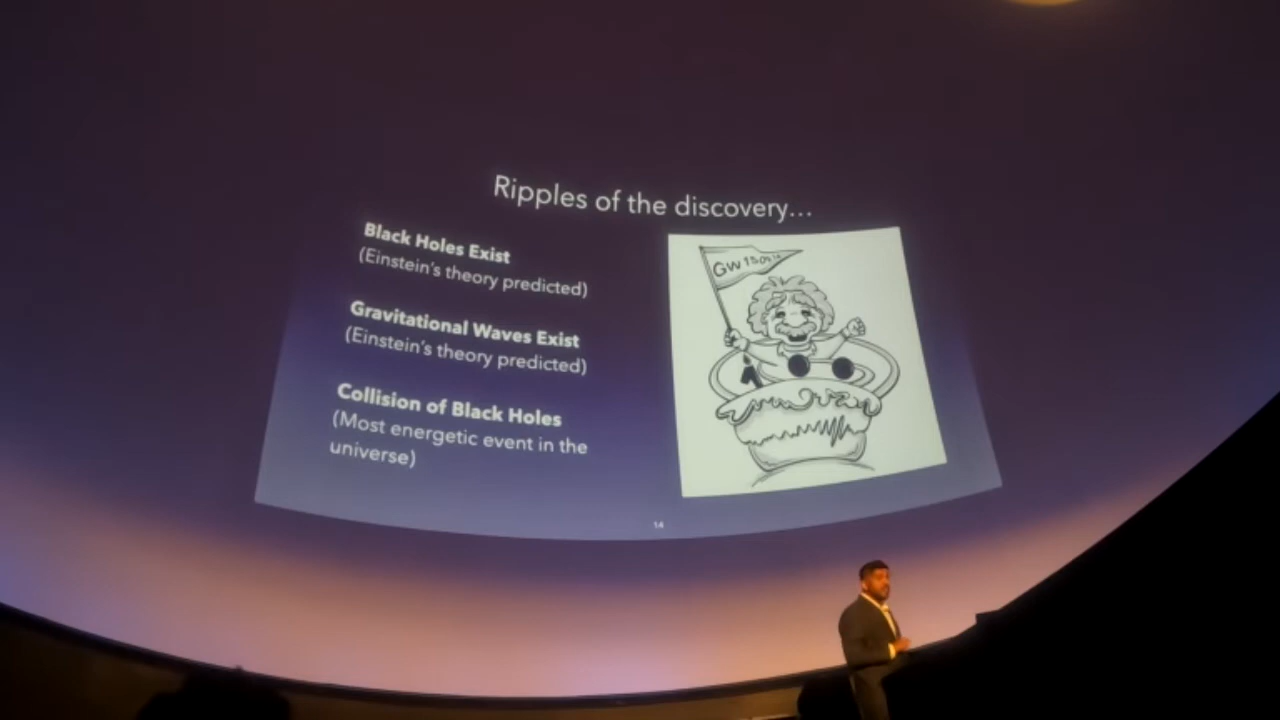 Ripples of the discovery...
Black Holes Exist
(Einstein's theory predicted)
Gravitational Waves Exist
(Einstein's theory predicted)
Collision of Black Holes
(Most energetic event in the
universe)
GW150914
14